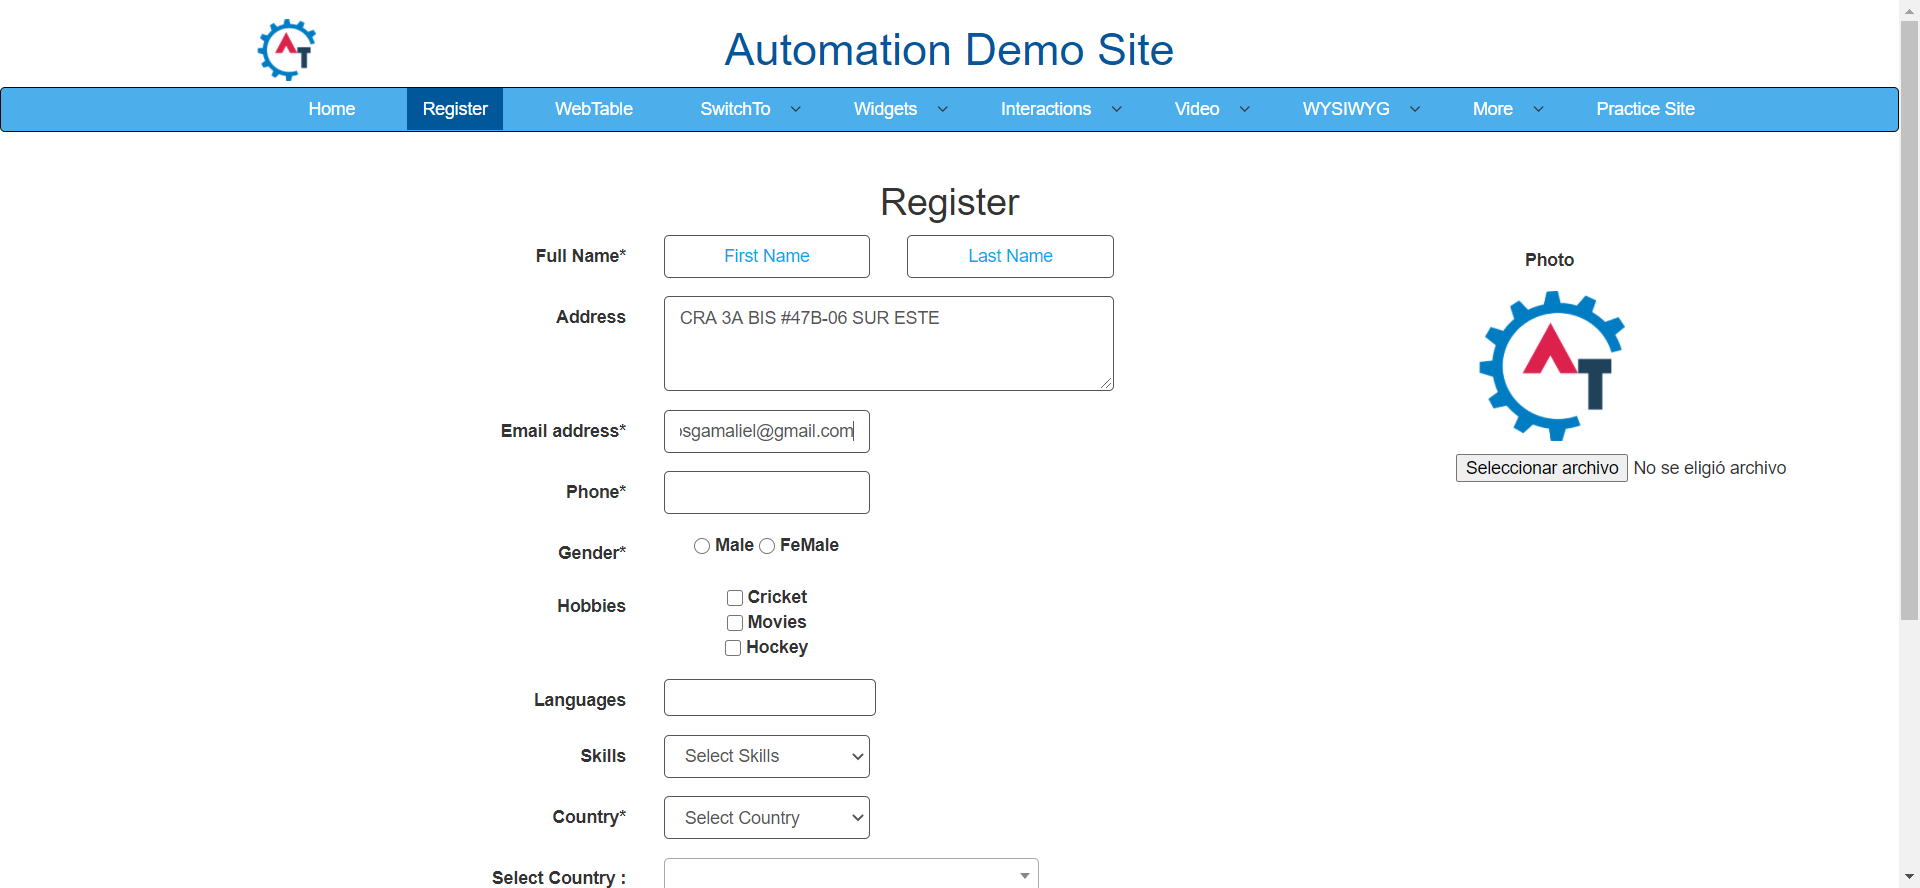 AT
Automation Demo Site
Home Register WebTable SwitchTo Widgets Interactions Video WYSIWYG More Practice Site
Register
Full Name* First Name Last Name
Photo
Address CRA 3A BIS #47B-06 SUR ESTE
AT
Email address* sgamaliel@gmail.com
Seleccionar archivo No se eligió archivo
Phone*
Gender* Male FeMale
Hobbies Cricket
Movies
Hockey
Languages
Skills Select Skills
Country* Select Country
Select Country :